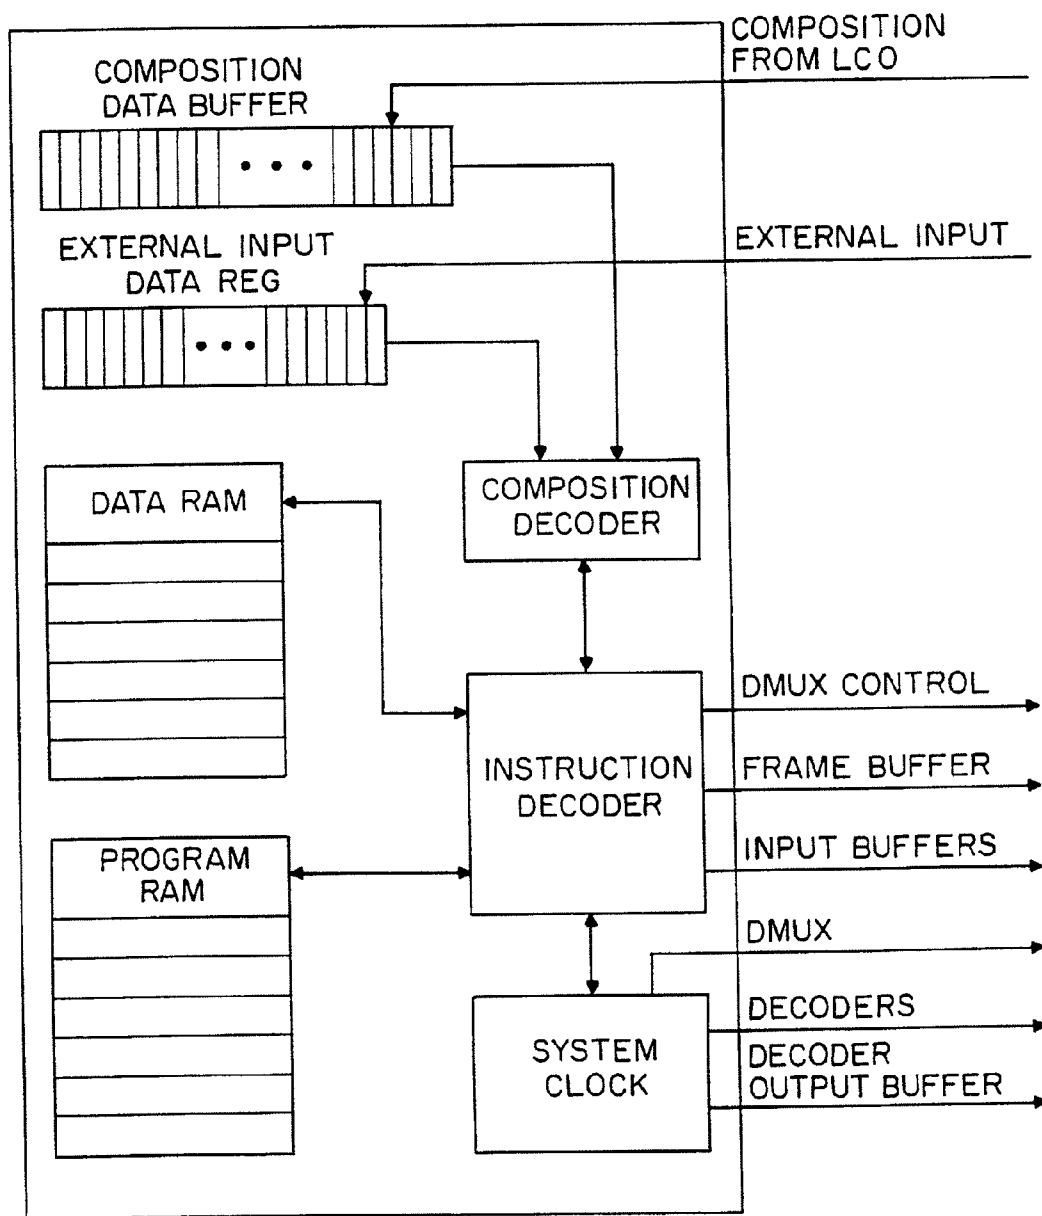 COMPOSITION
FROM LCO
COMPOSITION
DATA BUFFER
EXTERNAL INPUT
EXTERNAL INPUT
DATA REG
DATA RAM
COMPOSITION
DECODER
DMUX CONTROL
INSTRUCTION
DECODER
FRAME BUFFER
INPUT BUFFERS
PROGRAM
RAM
DMUX
SYSTEM
CLOCK
DECODERS
DECODER
OUTPUT BUFFER